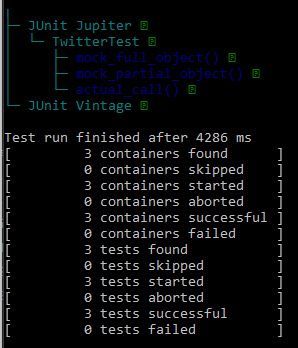 ├─ JUnit Jupiter
│  └─ TwitterTest
│     ├─ mock_full_object()
│     ├─ mock_partial_object()
│     └─ actual_call()
└─ JUnit Vintage
Test run finished after 4286 ms
[         3 containers found      ]
[         0 containers skipped    ]
[         3 containers started    ]
[         0 containers aborted    ]
[         3 containers successful ]
[         0 containers failed     ]
[         3 tests found           ]
[         0 tests skipped         ]
[         3 tests started         ]
[         0 tests aborted         ]
[         3 tests successful      ]
[         0 tests failed          ]